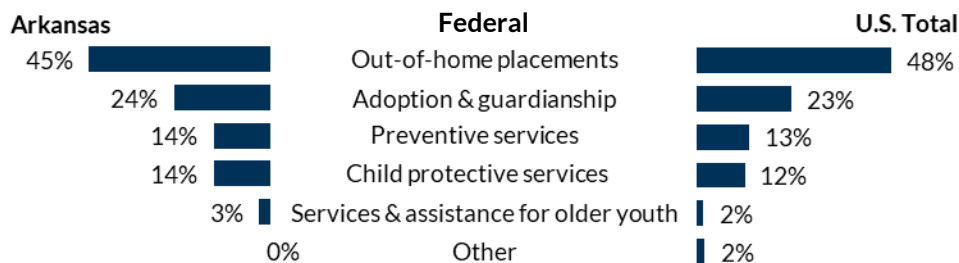 Arkansas Federal U.S. Total
45% Out-of-home placements 48%
24% Adoption & guardianship 23%
14% Preventive services 13%
14% Child protective services 12%
3% Services & assistance for older youth 2%
0% Other 2%